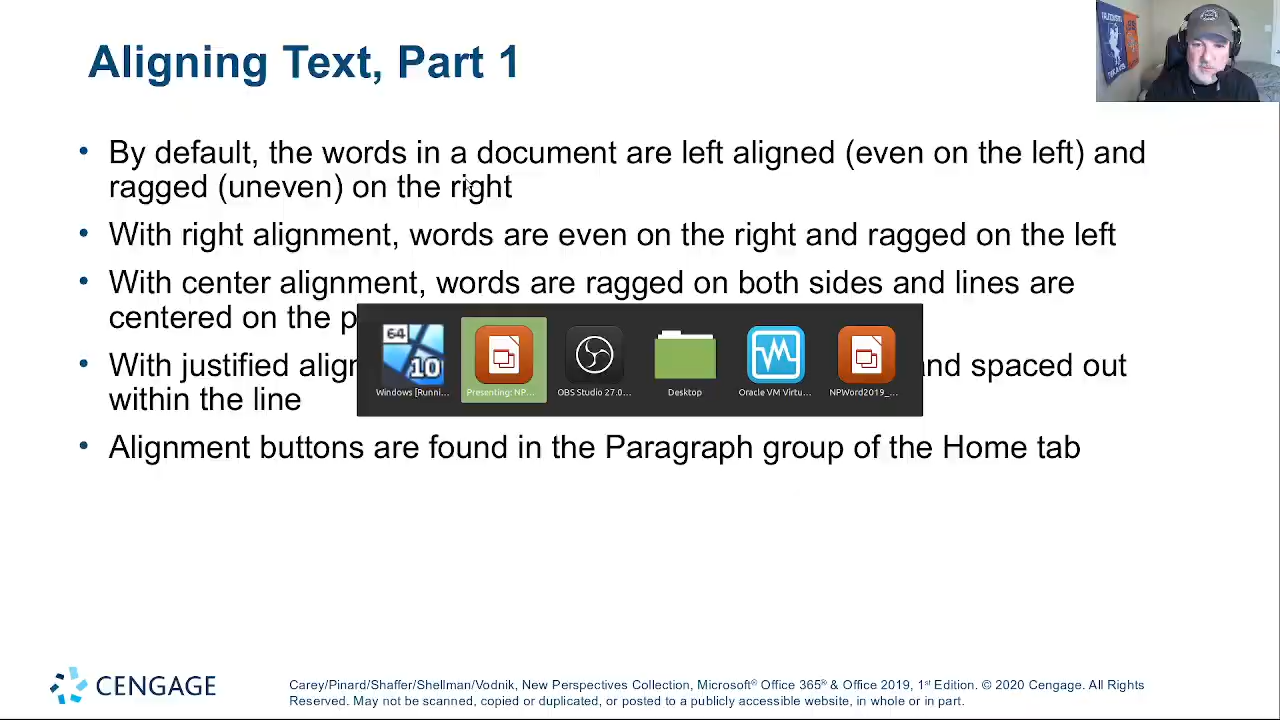 Aligning Text, Part 1
• By default, the words in a document are left aligned (even on the left) and
ragged (uneven) on the right
• With right alignment, words are even on the right and ragged on the left
• With center alignment, words are ragged on both sides and lines are
centered on the p
• With justified align and spaced out
within the line
• Alignment buttons are found in the Paragraph group of the Home tab
64
10
Windows [Runni... Presenting: NP... OBS Studio 27.0... Desktop Oracle VM Virtu... NPWord2019_...
CENGAGE
Carey/Pinard/Shaffer/Shellman/Vodnik, New Perspectives Collection, Microsoft® Office 365® & Office 2019, 1st Edition. © 2020 Cengage. All Rights
Reserved. May not be scanned, copied or duplicated, or posted to a publicly accessible website, in whole or in part.